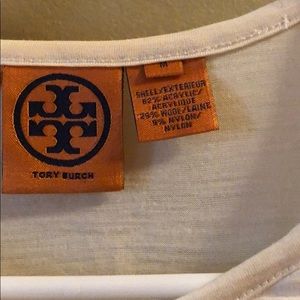 TORY BURCH
M
SHELL/EXTERIEUR
62% ACRYLIC/
ACRYLIQUE
29% WOOL/LAINE
9% NYLON/
NYLON